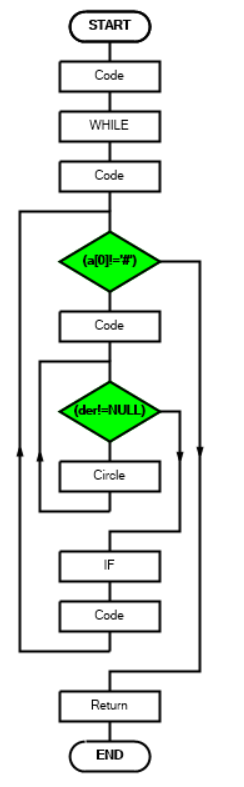 START
Code
WHILE
Code
(a[0]!='#')
Code
(der!=NULL)
Circle
IF
Code
Return
END